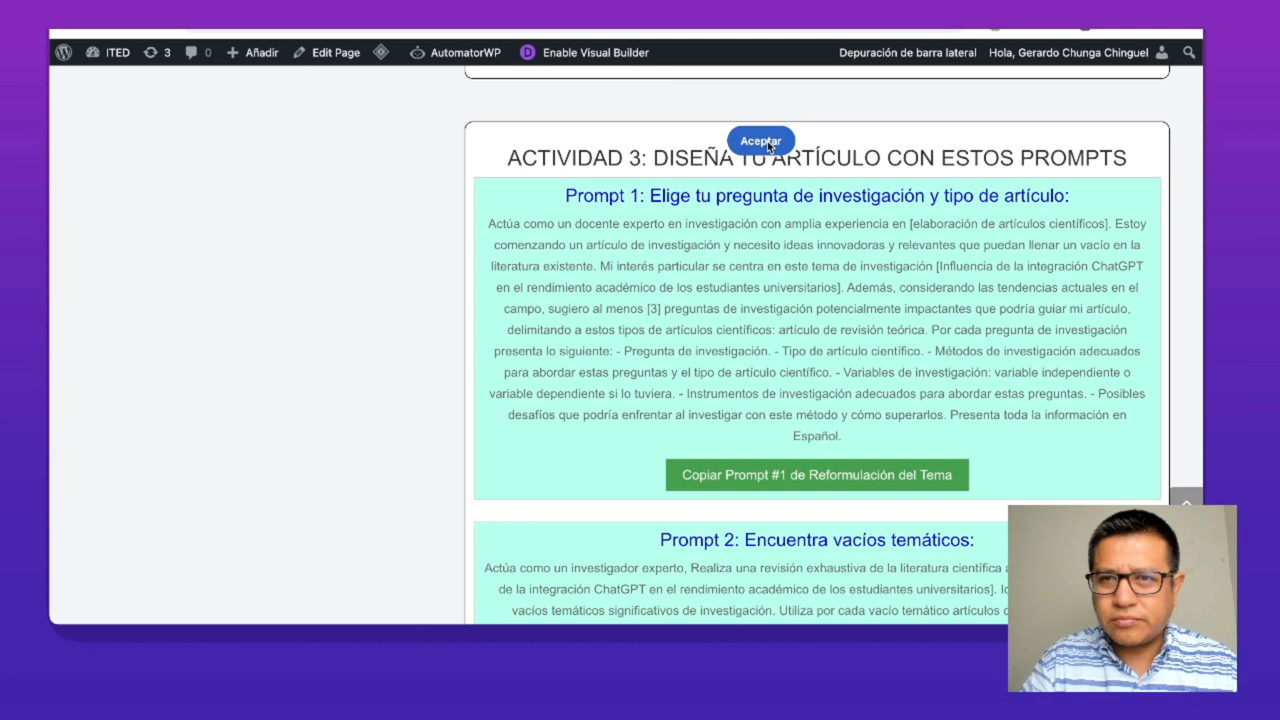 ITED 3 0 Añadir Edit Page AutomatorWP D Enable Visual Builder Depuración de barra lateral Hola, Gerardo Chunga Chinguel
Aceptar
ACTIVIDAD 3: DISEÑA TU ARTÍCULO CON ESTOS PROMPTS
Prompt 1: Elige tu pregunta de investigación y tipo de artículo:
Actúa como un docente experto en investigación con amplia experiencia en [elaboración de artículos científicos]. Estoy
comenzando un artículo de investigación y necesito ideas innovadoras y relevantes que puedan llenar un vacío en la
literatura existente. Mi interés particular se centra en este tema de investigación [Influencia de la integración ChatGPT
en el rendimiento académico de los estudiantes universitarios]. Además, considerando las tendencias actuales en el
campo, sugiero al menos [3] preguntas de investigación potencialmente impactantes que podría guiar mi artículo,
delimitando a estos tipos de artículos científicos: artículo de revisión teórica. Por cada pregunta de investigación
presenta lo siguiente: - Pregunta de investigación. - Tipo de artículo científico. - Métodos de investigación adecuados
para abordar estas preguntas y el tipo de artículo científico. - Variables de investigación: variable independiente o
variable dependiente si lo tuviera. - Instrumentos de investigación adecuados para abordar estas preguntas. - Posibles
desafíos que podría enfrentar al investigar con este método y cómo superarlos. Presenta toda la información en
Español.
Copiar Prompt #1 de Reformulación del Tema
Prompt 2: Encuentra vacíos temáticos:
Actúa como un investigador experto, Realiza una revisión exhaustiva de la literatura científica
de la integración ChatGPT en el rendimiento académico de los estudiantes universitarios].
vacíos temáticos significativos de investigación. Utiliza por cada vacío temático artículos